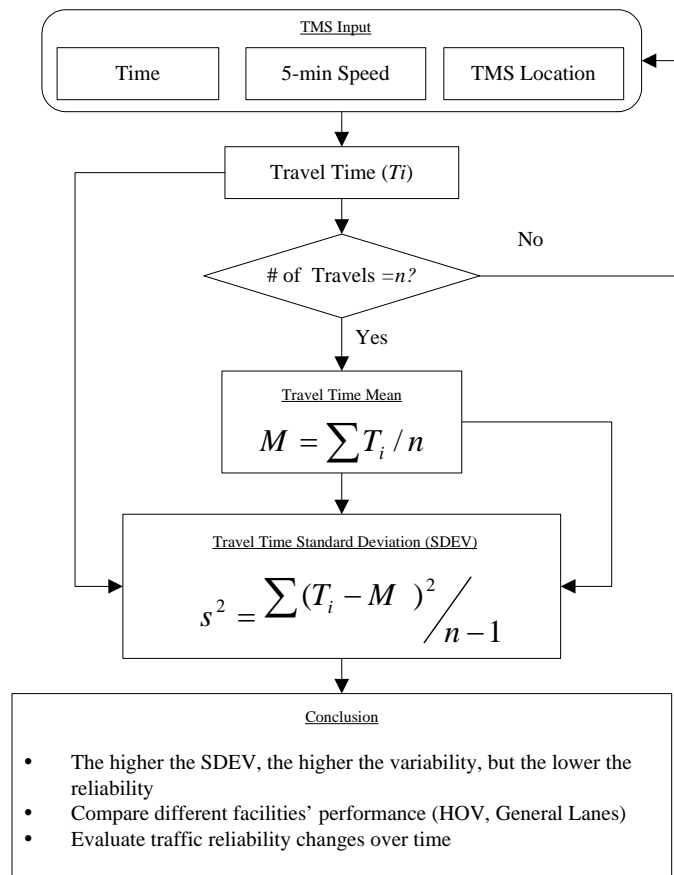 TMS Input
Time
5-min Speed
TMS Location
Travel Time (Ti)
# of Travels =n?
No
Yes
Travel Time Mean
M = ∑ T_i / n
Travel Time Standard Deviation (SDEV)
s^2 = ∑ (T_i − M )^2 / n − 1
Conclusion
• The higher the SDEV, the higher the variability, but the lower the
reliability
• Compare different facilities’ performance (HOV, General Lanes)
• Evaluate traffic reliability changes over time